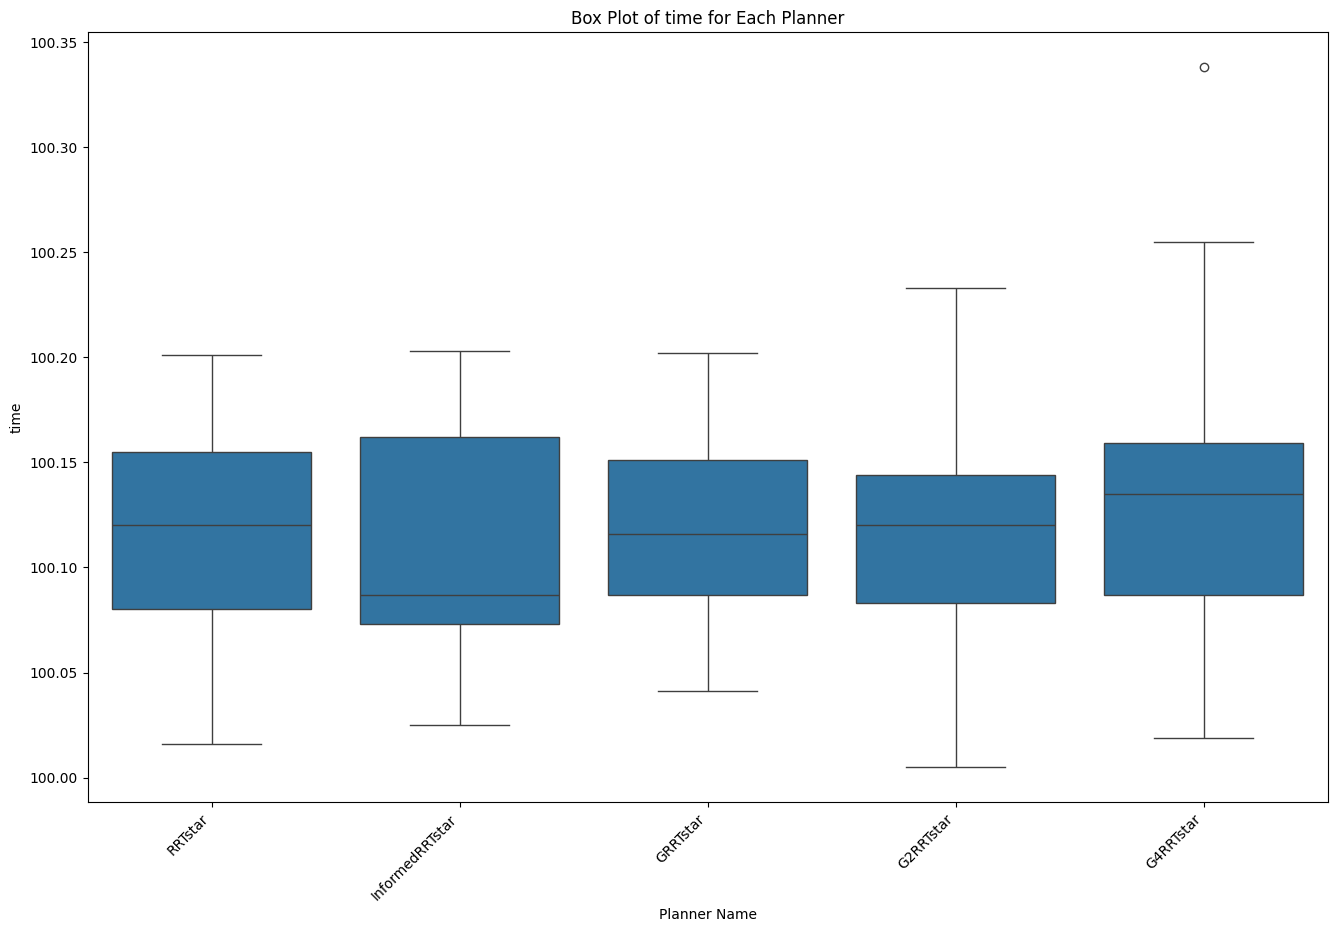 Box Plot of time for Each Planner
100.35
100.30
100.25
100.20
100.15
100.10
100.05
100.00
time
RRTstar
InformedRRTstar
GRRTstar
G2RRTstar
G4RRTstar
Planner Name